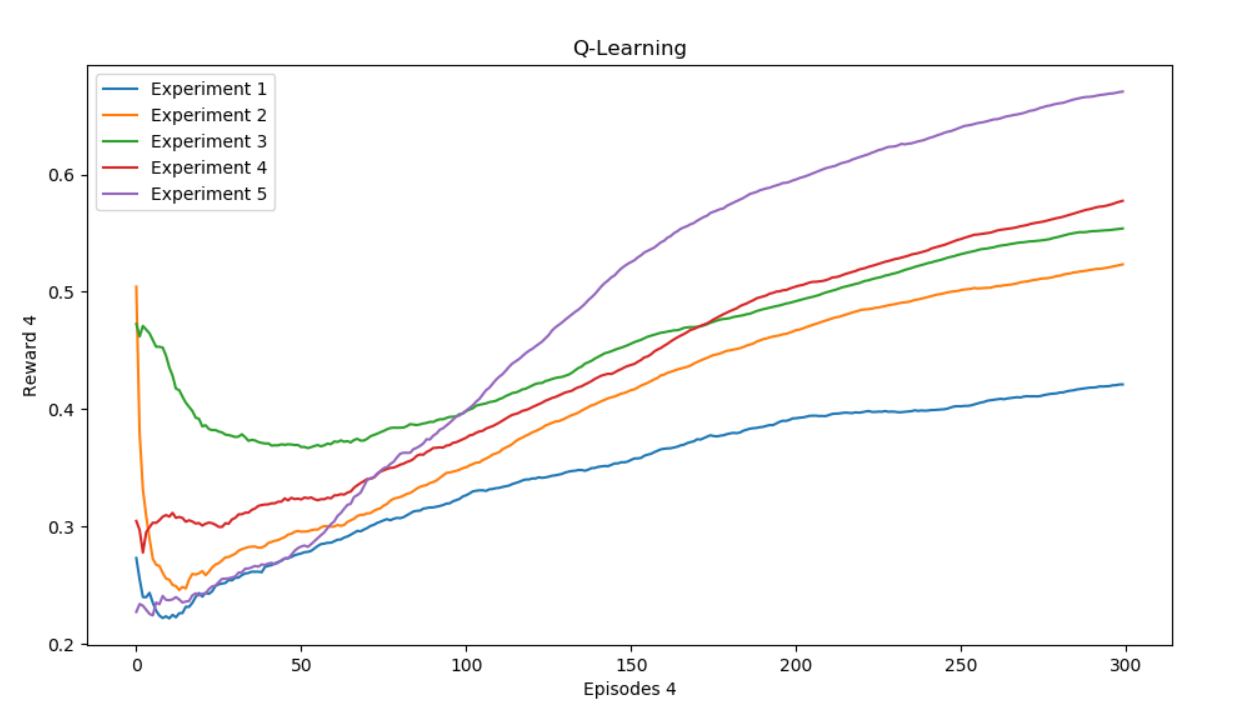 Q-Learning
Experiment 1
Experiment 2
Experiment 3
Experiment 4
Experiment 5
0.6
0.5
0.4
0.3
0.2
Reward 4
0 50 100 150 200 250 300
Episodes 4